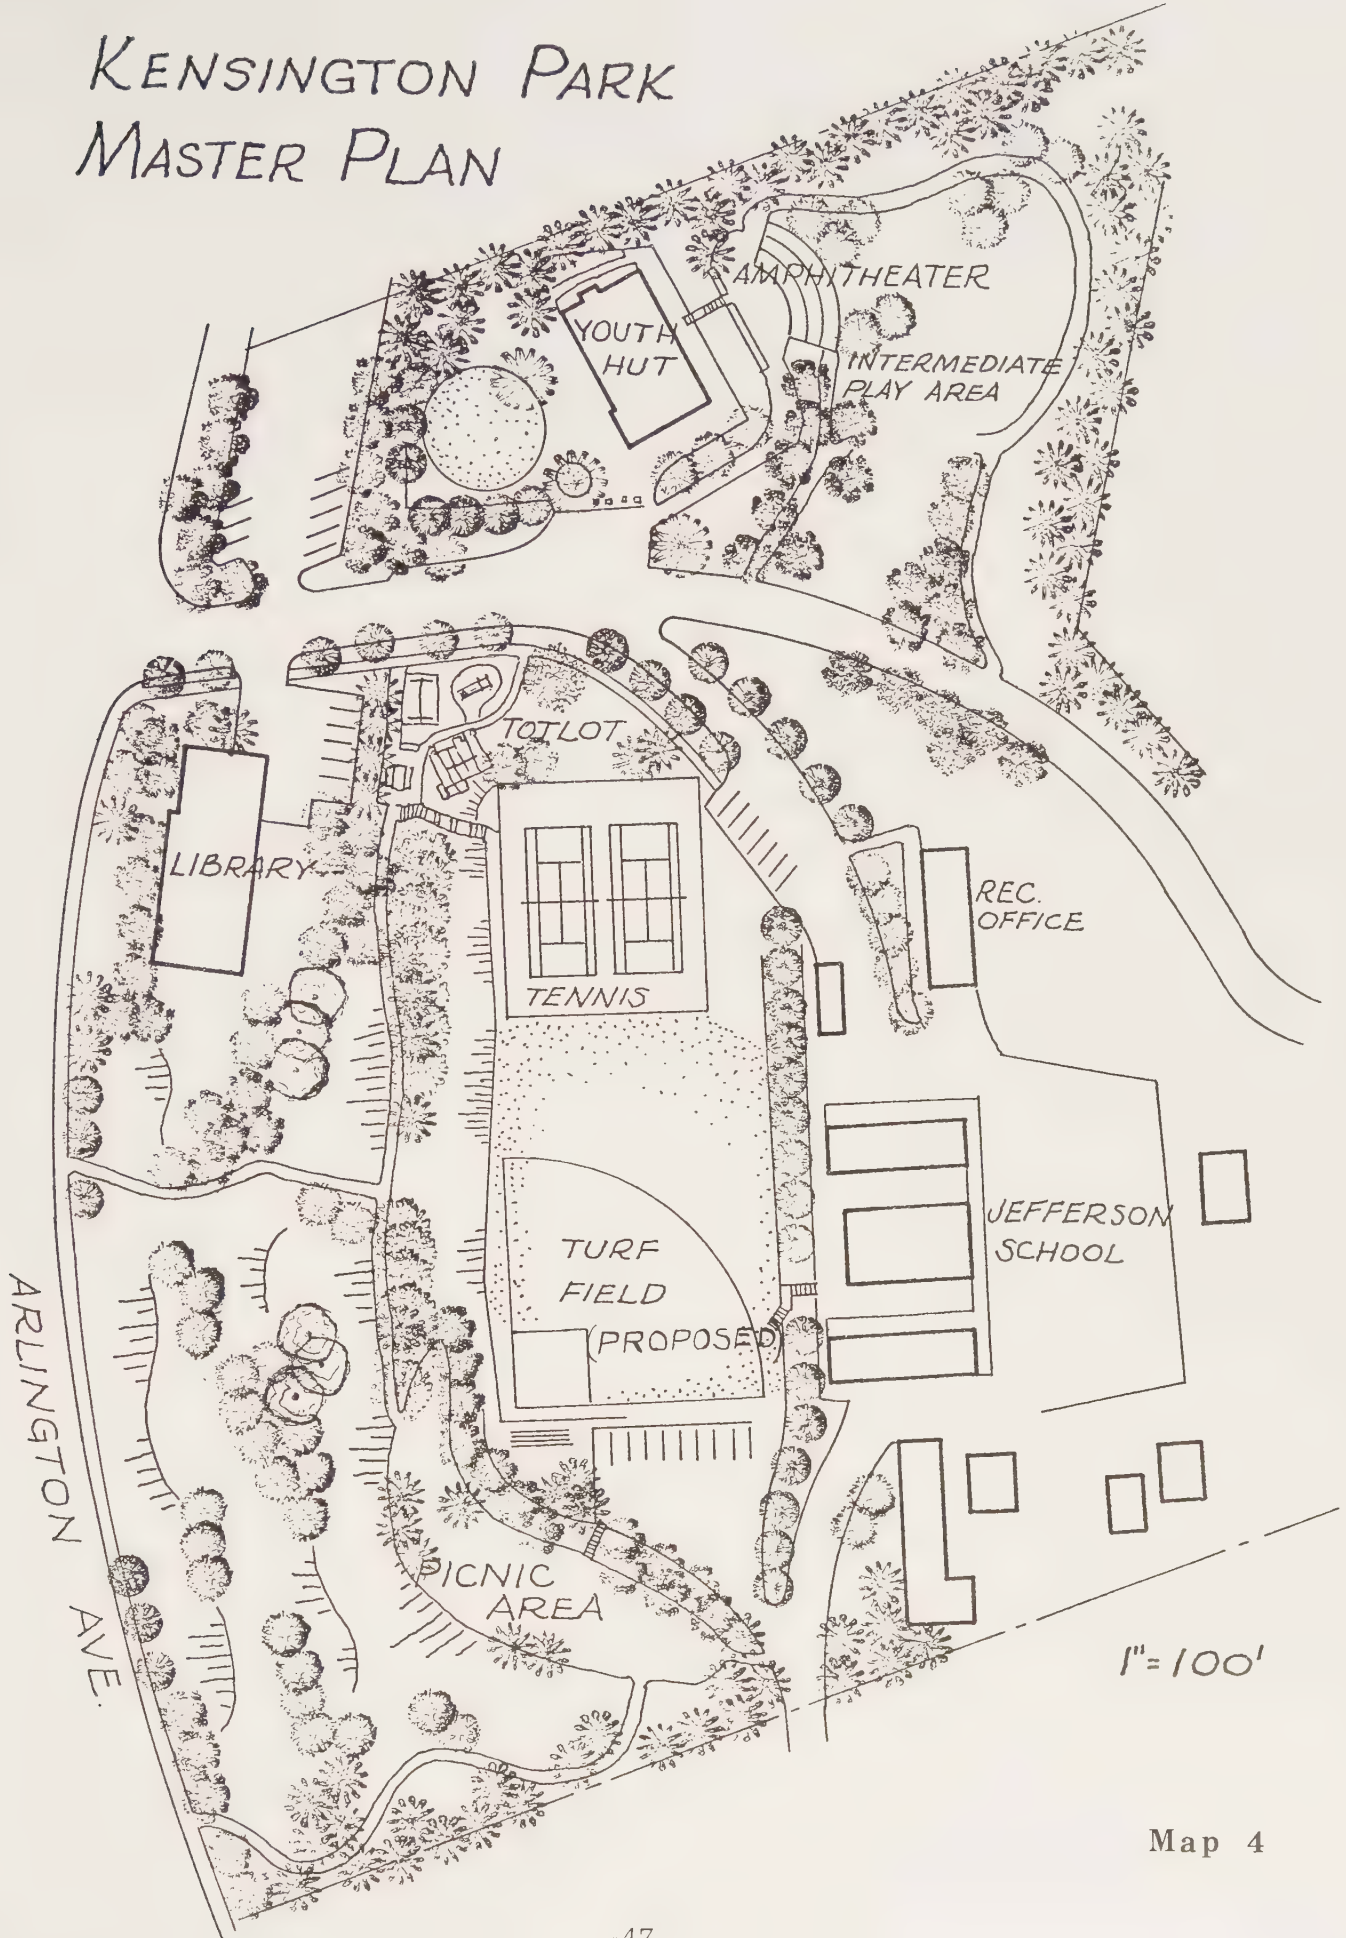 KENSINGTON PARK
MASTER PLAN
AMPHITHEATER
YOUTH
HUT
INTERMEDIATE
PLAY AREA
TOTLOT
LIBRARY
REC.
OFFICE
TENNIS
JEFFERSON
SCHOOL
TURF
FIELD
(PROPOSED)
ARLINGTON AVE.
PICNIC
AREA
1"=100'
Map 4
47